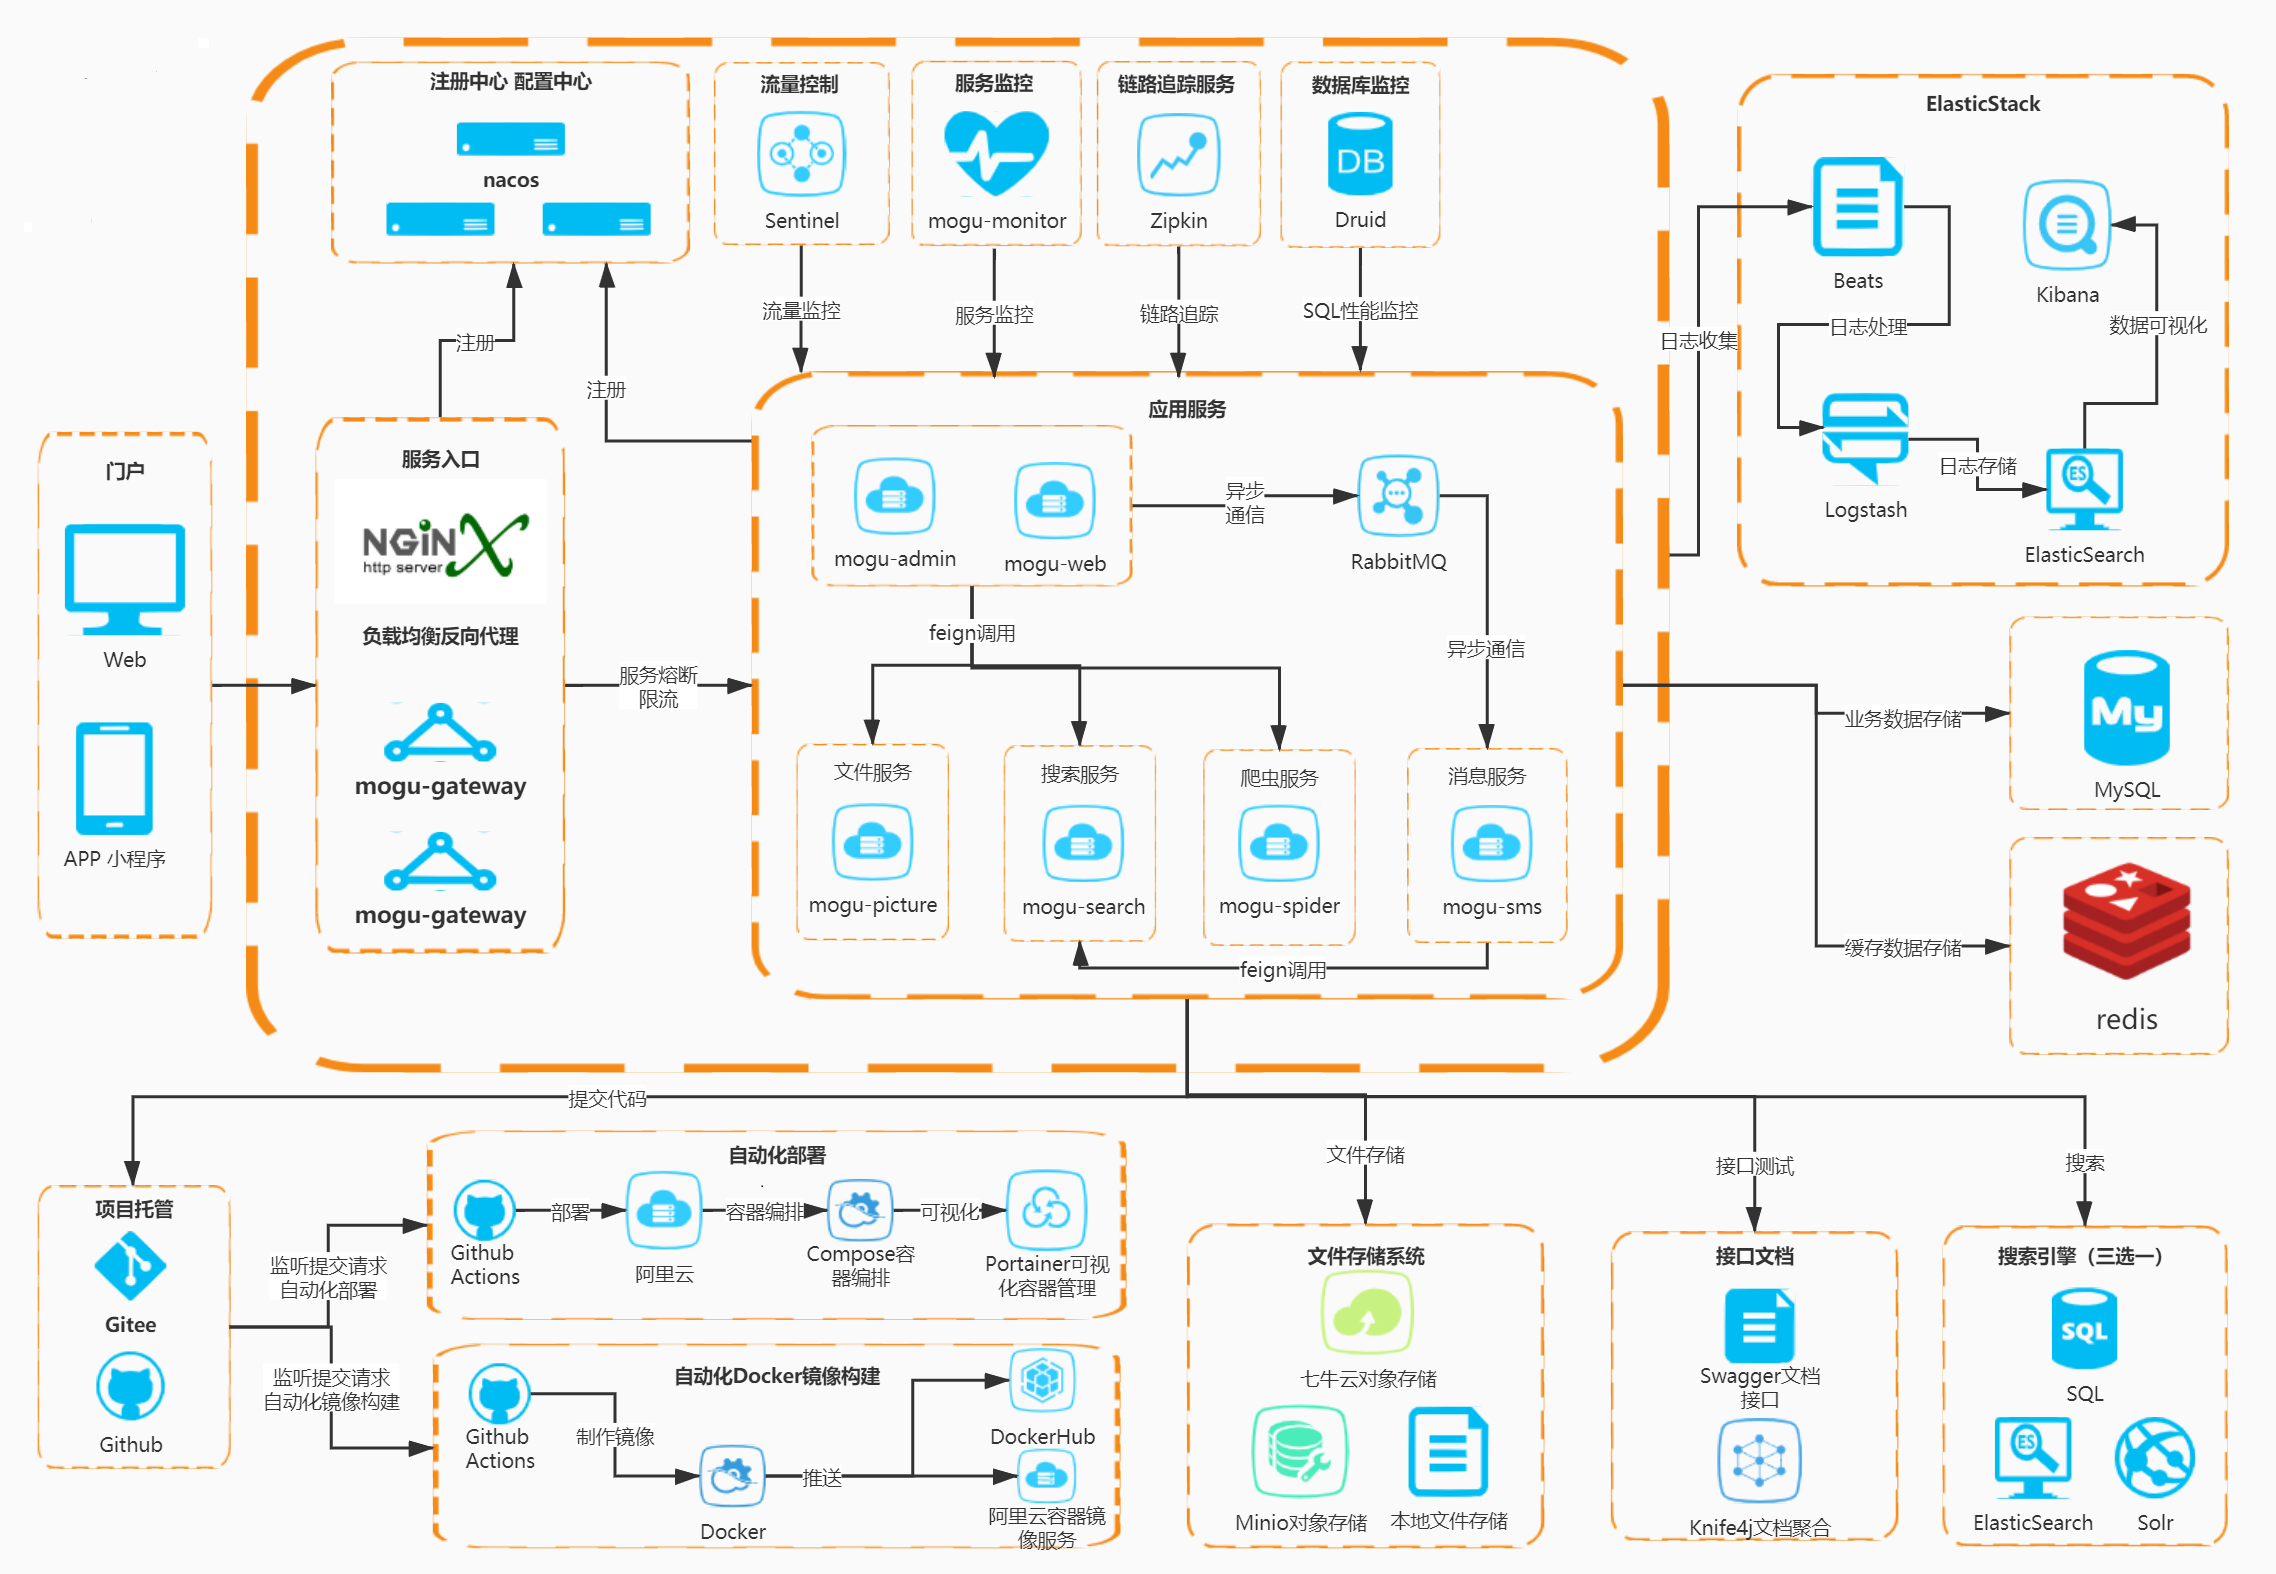 注册中心 配置中心
nacos
流量控制
Sentinel
服务监控
mogu-monitor
链路追踪服务
Zipkin
数据库监控
DB
Druid
注册
注册
流量监控
服务监控
链路追踪
SQL性能监控
门户
Web
APP 小程序
服务入口
NGiNX
http server
负载均衡反向代理
mogu-gateway
mogu-gateway
服务熔断
限流
应用服务
mogu-admin
mogu-web
异步
通信
RabbitMQ
feign调用
异步通信
文件服务
mogu-picture
搜索服务
mogu-search
爬虫服务
mogu-spider
消息服务
mogu-sms
feign调用
日志收集
ElasticStack
Beats
Kibana
日志处理
数据可视化
Logstash
日志存储
ES
ElasticSearch
业务数据存储
My
MySQL
缓存数据存储
redis
提交代码
文件存储
接口测试
搜索
项目托管
Gitee
Github
监听提交请求
自动化部署
监听提交请求
自动化镜像构建
自动化部署
Github
Actions
部署
阿里云
容器编排
Compose容
器编排
可视化
Portainer可视
化容器管理
自动化Docker镜像构建
Github
Actions
制作镜像
Docker
推送
DockerHub
阿里云容器镜
像服务
文件存储系统
七牛云对象存储
Minio对象存储
本地文件存储
接口文档
Swagger文档
接口
Knife4j文档聚合
搜索引擎（三选一）
SQL
SQL
ES
ElasticSearch
Solr